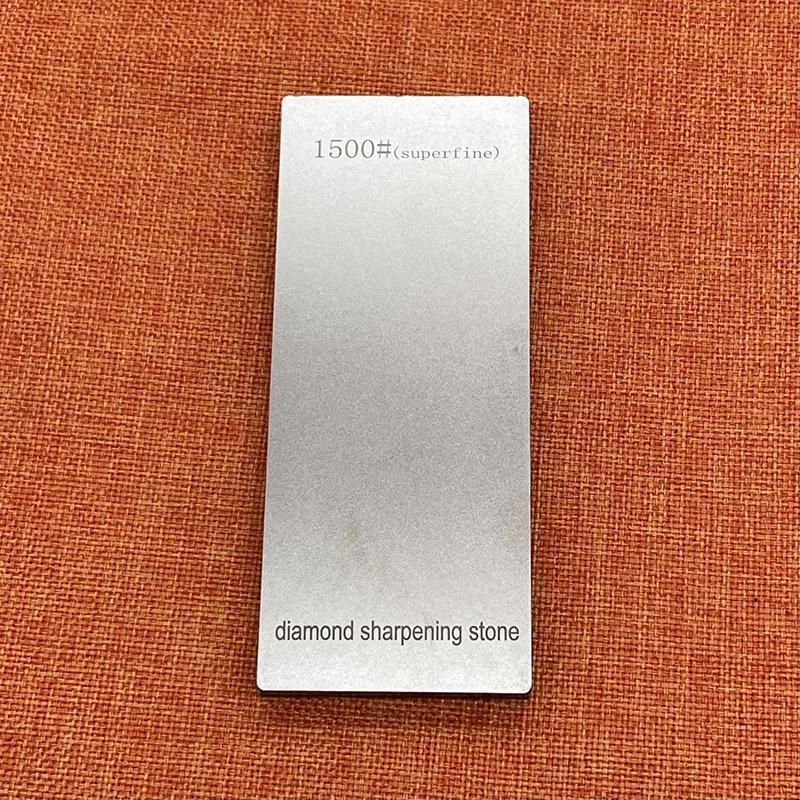 1500#(superfine)
diamond sharpening stone